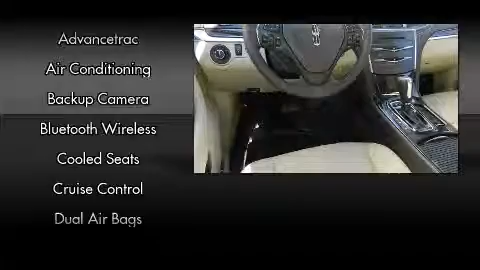 Advancetrac
Air Conditioning
Backup Camera
Bluetooth Wireless
Cooled Seats
Cruise Control
Dual Air Bags